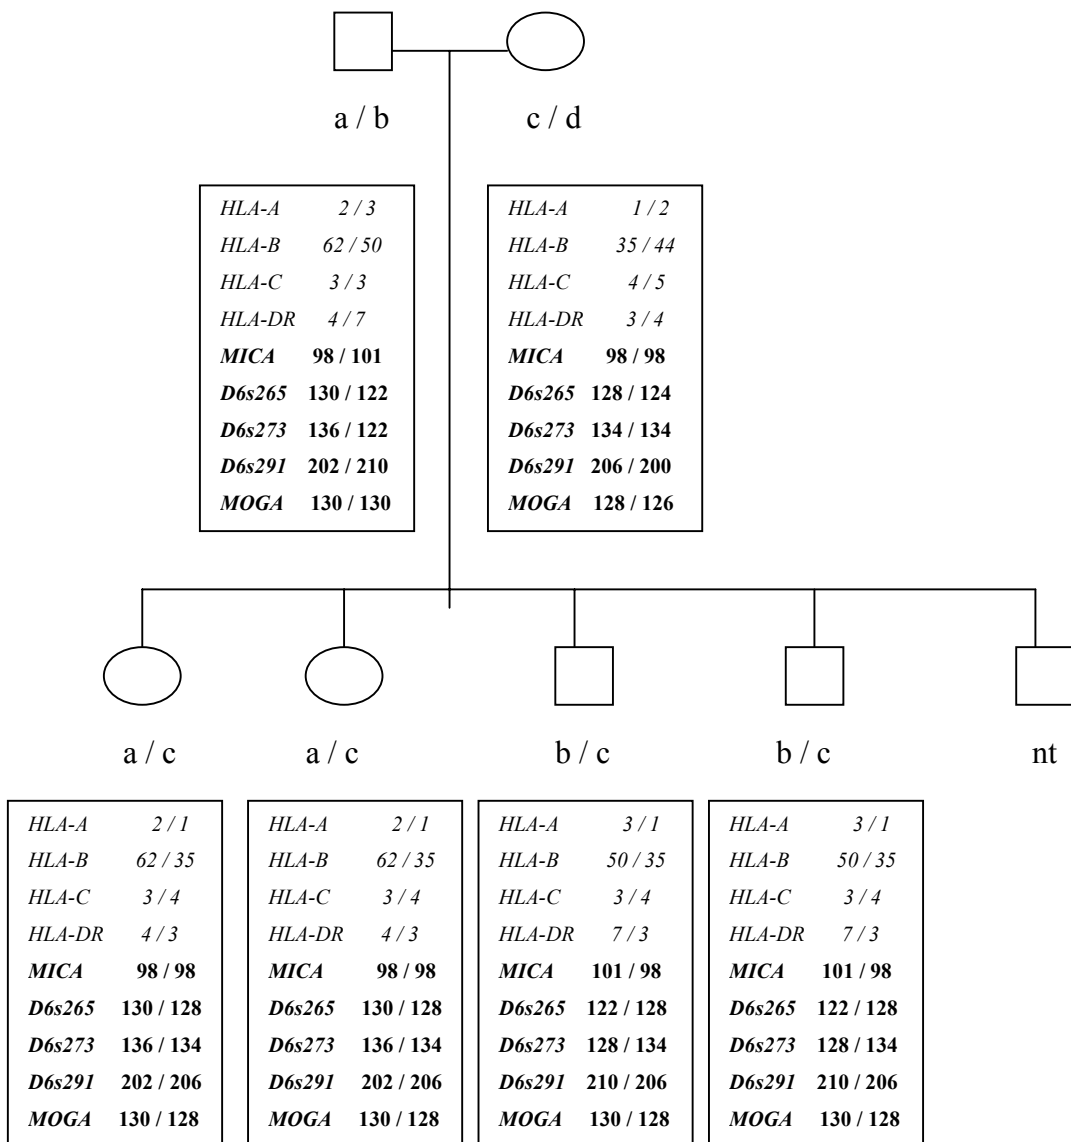 a / b
c / d
HLA-A 2 / 3
HLA-B 62 / 50
HLA-C 3 / 3
HLA-DR 4 / 7
MICA 98 / 101
D6s265 130 / 122
D6s273 136 / 122
D6s291 202 / 210
MOGA 130 / 130
HLA-A 1 / 2
HLA-B 35 / 44
HLA-C 4 / 5
HLA-DR 3 / 4
MICA 98 / 98
D6s265 128 / 124
D6s273 134 / 134
D6s291 206 / 200
MOGA 128 / 126
a / c
a / c
b / c
b / c
nt
HLA-A 2 / 1
HLA-B 62 / 35
HLA-C 3 / 4
HLA-DR 4 / 3
MICA 98 / 98
D6s265 130 / 128
D6s273 136 / 134
D6s291 202 / 206
MOGA 130 / 128
HLA-A 2 / 1
HLA-B 62 / 35
HLA-C 3 / 4
HLA-DR 4 / 3
MICA 98 / 98
D6s265 130 / 128
D6s273 136 / 134
D6s291 202 / 206
MOGA 130 / 128
HLA-A 3 / 1
HLA-B 50 / 35
HLA-C 3 / 4
HLA-DR 7 / 3
MICA 101 / 98
D6s265 122 / 128
D6s273 128 / 134
D6s291 210 / 206
MOGA 130 / 128
HLA-A 3 / 1
HLA-B 50 / 35
HLA-C 3 / 4
HLA-DR 7 / 3
MICA 101 / 98
D6s265 122 / 128
D6s273 128 / 134
D6s291 210 / 206
MOGA 130 / 128